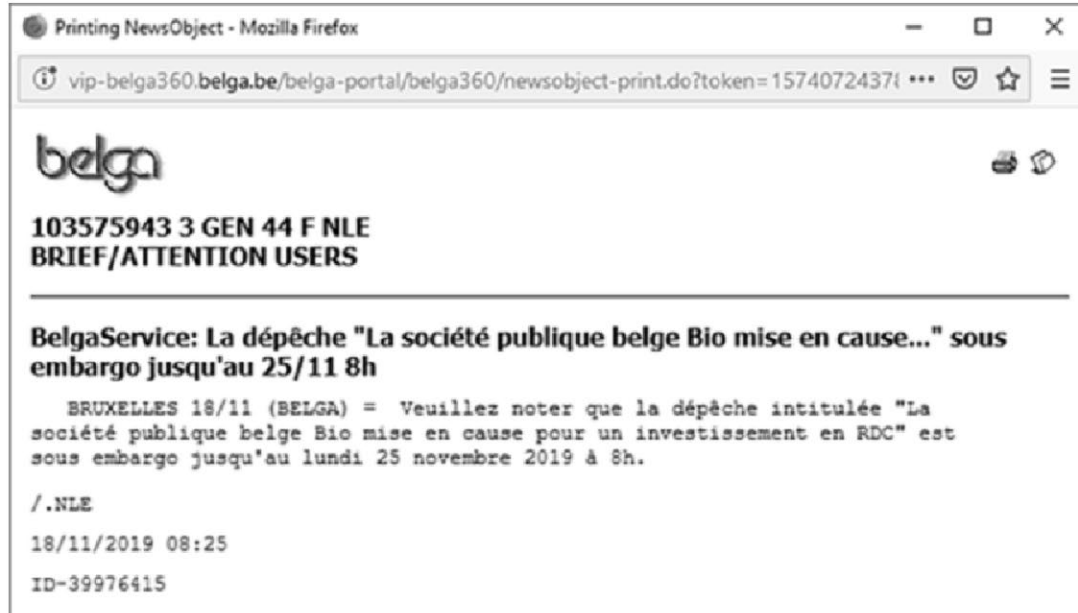 Printing NewsObject - Mozilla Firefox
vip-belga360.belga.be/belga-portal/belga360/newsobject-print.do?token=1574072437
belga
103575943 3 GEN 44 F NLE
BRIEF/ATTENTION USERS
BelgaService: La dépêche "La société publique belge Bio mise en cause..." sous
embargo jusqu'au 25/11 8h
BRUXELLES 18/11 (BELGA) = Veuillez noter que la dépêche intitulée "La
société publique belge Bio mise en cause pour un investissement en RDC" est
sous embargo jusqu'au lundi 25 novembre 2019 à 8h.
/.NLE
18/11/2019 08:25
ID-39976415